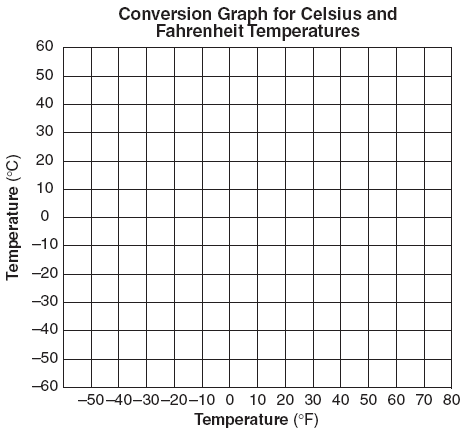 Conversion Graph for Celsius and
Fahrenheit Temperatures
60
50
40
30
20
10
0
–10
–20
–30
–40
–50
–60
Temperature (°C)
–50 –40 –30 –20 –10 0 10 20 30 40 50 60 70 80
Temperature (°F)